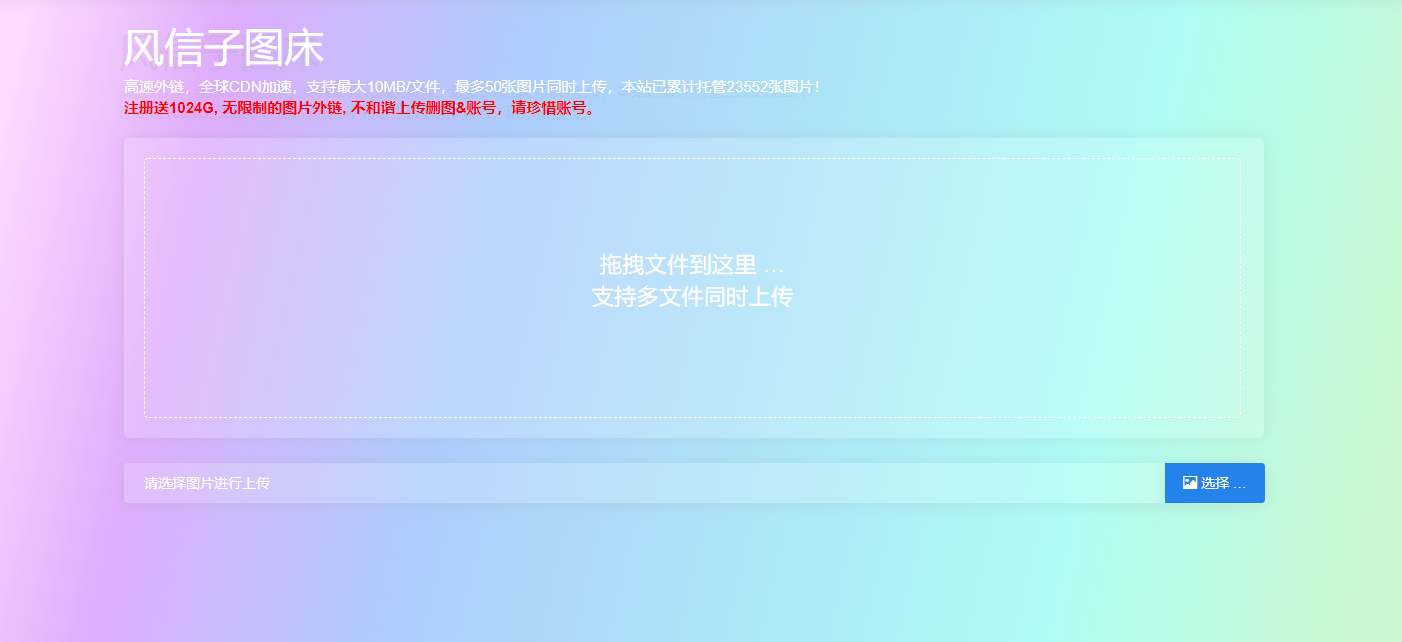 风信子图床
高速外链，全球CDN加速，支持最大10MB/文件，最多50张图片同时上传，本站已累计托管23552张图片！
注册送1024G, 无限制的图片外链, 不和谐上传删图&账号，请珍惜账号。
拖拽文件到这里 …
支持多文件同时上传
请选择图片进行上传
选择 …